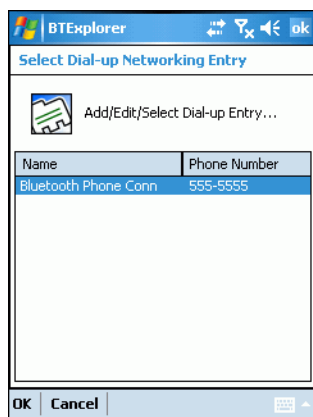 BTExplorer ok
Select Dial-up Networking Entry
Add/Edit/Select Dial-up Entry...
Name Phone Number
Bluetooth Phone Conn 555-5555
OK Cancel